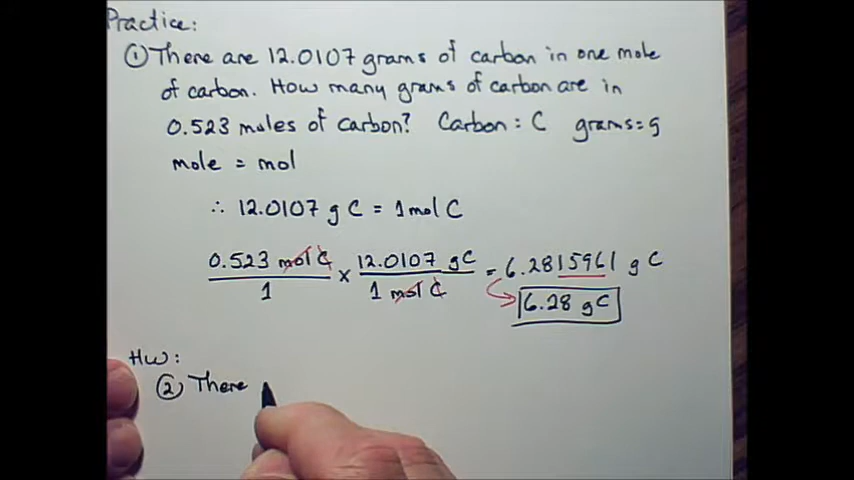 Practice:
① There are 12.0107 grams of carbon in one mole
of carbon. How many grams of carbon are in
0.523 moles of carbon? Carbon: C grams=g
mole = mol
∴ 12.0107 g C = 1 mol C
0.523 mol C / 1 x 12.0107 gC / 1 mol C = 6.2815961 g C
6.28 gC
HW:
② There